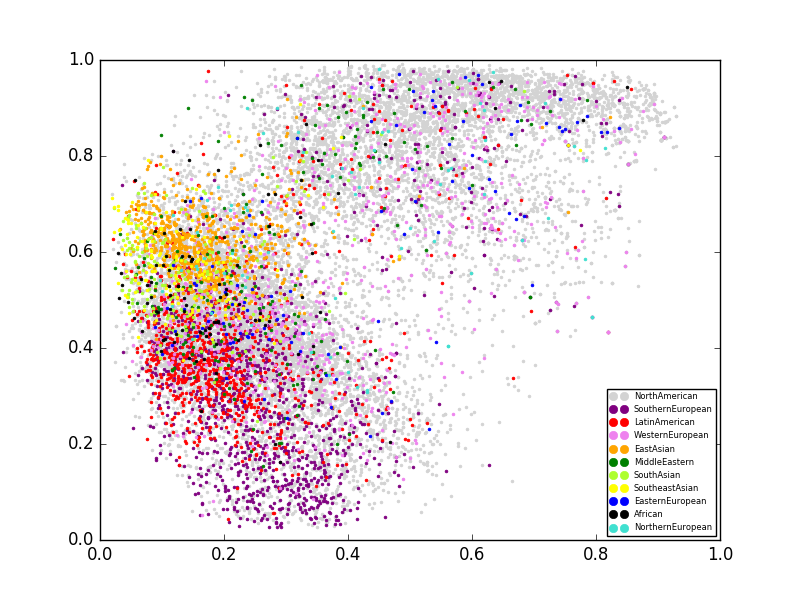 1.0
0.8
0.6
0.4
0.2
0.0
0.0 0.2 0.4 0.6 0.8 1.0
NorthAmerican
SouthernEuropean
LatinAmerican
WesternEuropean
EastAsian
MiddleEastern
SouthAsian
SoutheastAsian
EasternEuropean
African
NorthernEuropean